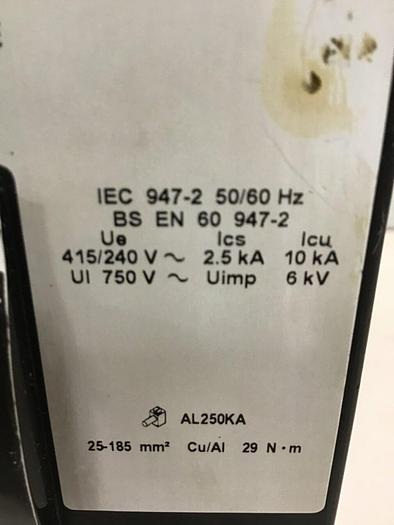 IEC 947-2 50/60 Hz
BS EN 60 947-2
Ue Ics Icu
415/240 V ~ 2.5 kA 10 kA
UI 750 V ~ Uimp 6 kV
AL250KA
25-185 mm² Cu/Al 29 N·m